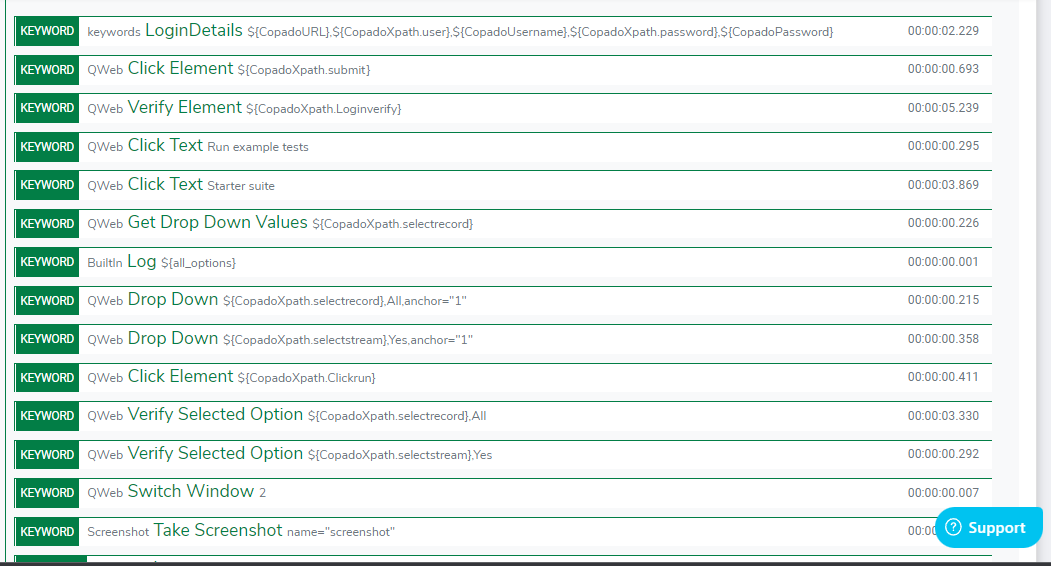 KEYWORD keywords LoginDetails ${CopadoURL},${CopadoXpath.user},${CopadoUsername},${CopadoXpath.password},${CopadoPassword} 00:00:02.229
KEYWORD QWeb Click Element ${CopadoXpath.submit} 00:00:00.693
KEYWORD QWeb Verify Element ${CopadoXpath.Loginverify} 00:00:05.239
KEYWORD QWeb Click Text Run example tests 00:00:00.295
KEYWORD QWeb Click Text Starter suite 00:00:03.869
KEYWORD QWeb Get Drop Down Values ${CopadoXpath.selectrecord} 00:00:00.226
KEYWORD BuiltIn Log ${all_options} 00:00:00.001
KEYWORD QWeb Drop Down ${CopadoXpath.selectrecord},All,anchor="1" 00:00:00.215
KEYWORD QWeb Drop Down ${CopadoXpath.selectstream},Yes,anchor="1" 00:00:00.358
KEYWORD QWeb Click Element ${CopadoXpath.Clickrun} 00:00:00.411
KEYWORD QWeb Verify Selected Option ${CopadoXpath.selectrecord},All 00:00:03.330
KEYWORD QWeb Verify Selected Option ${CopadoXpath.selectstream},Yes 00:00:00.292
KEYWORD QWeb Switch Window 2 00:00:00.007
KEYWORD Screenshot Take Screenshot name="screenshot" 00:00
Support